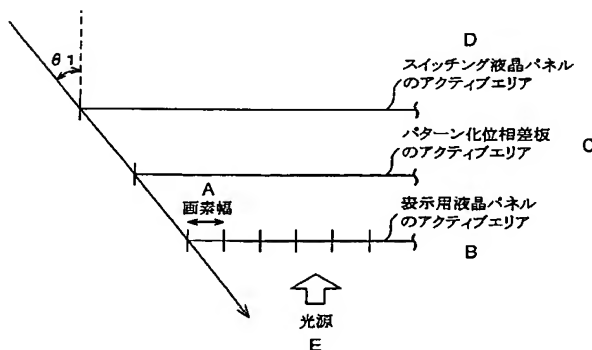 θ1
D
スイッチング液晶パネル
のアクティブエリア
パターン化位相差板
のアクティブエリア
C
A
画素幅
表示用液晶パネル
のアクティブエリア
B
光源
E